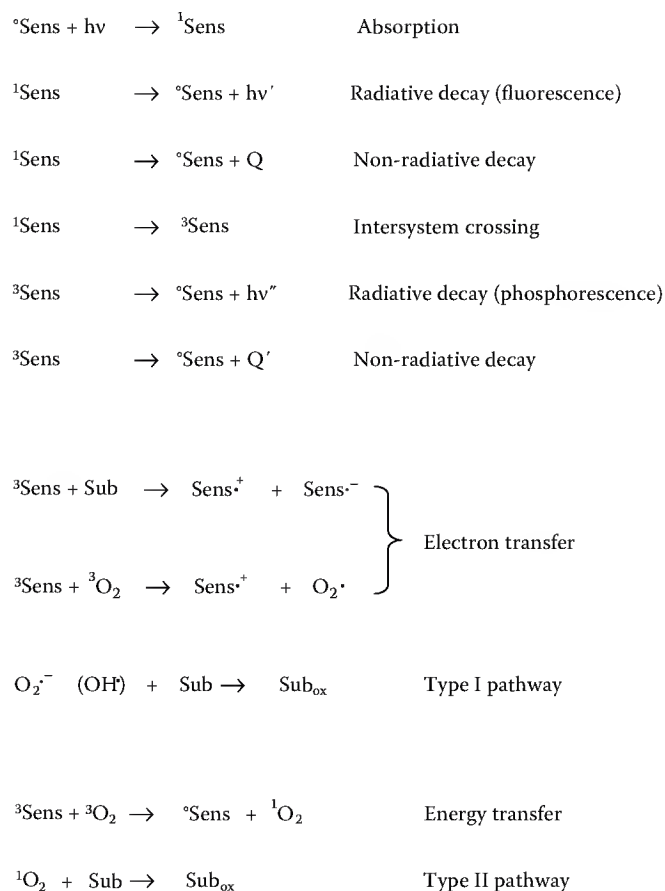 °Sens + hν → ¹Sens Absorption
¹Sens → °Sens + hν′ Radiative decay (fluorescence)
¹Sens → °Sens + Q Non-radiative decay
¹Sens → ³Sens Intersystem crossing
³Sens → °Sens + hν″ Radiative decay (phosphorescence)
³Sens → °Sens + Q′ Non-radiative decay
³Sens + Sub → Sens·⁺ + Sens·⁻
Electron transfer
³Sens + ³O₂ → Sens·⁺ + O₂·
O₂·⁻ (OH·) + Sub → Subₒₓ Type I pathway
³Sens + ³O₂ → °Sens + ¹O₂ Energy transfer
¹O₂ + Sub → Subₒₓ Type II pathway